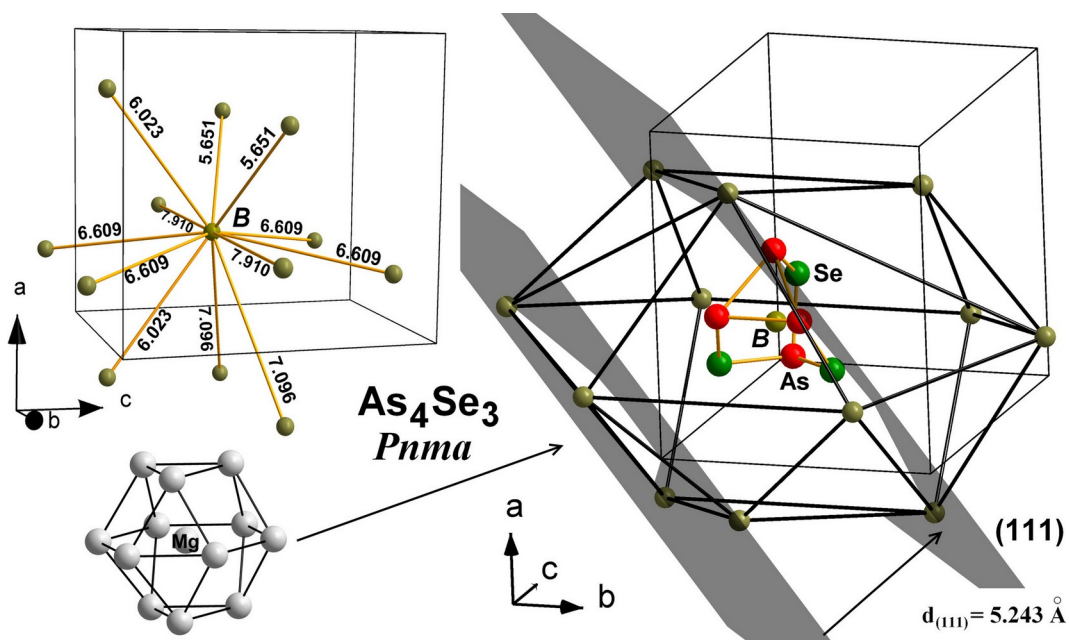 6.023
5.651
5.651
B
7.910
6.609
6.609
6.609
7.910
6.609
6.023
7.096
7.096
a
c
b
As4Se3
Pnma
Mg
Se
B
As
(111)
a
c
b
d(111) = 5.243 Å